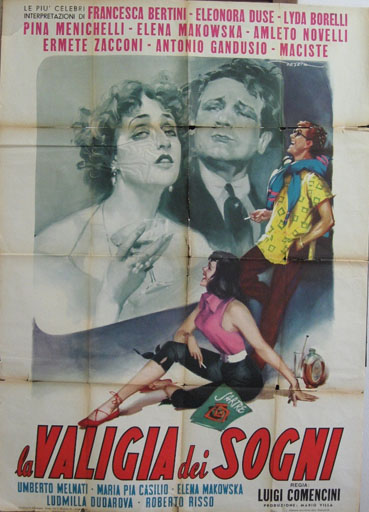 LE PIU' CELEBRI
INTERPRETAZIONI DI
FRANCESCA BERTINI - ELEONORA DUSE - LYDA BORELLI
PINA MENICHELLI - ELENA MAKOWSKA - AMLETO NOVELLI
ERMETE ZACCONI - ANTONIO GANDUSIO - MACISTE
SARTRE
la VALIGIA dei SOGNI
UMBERTO MELNATI - MARIA PIA CASILIO - ELENA MAKOWSKA
LUDMILLA DUDAROVA - ROBERTO RISSO
REGIA:
LUIGI COMENCINI
PRODUZIONE: MARIO VILLA